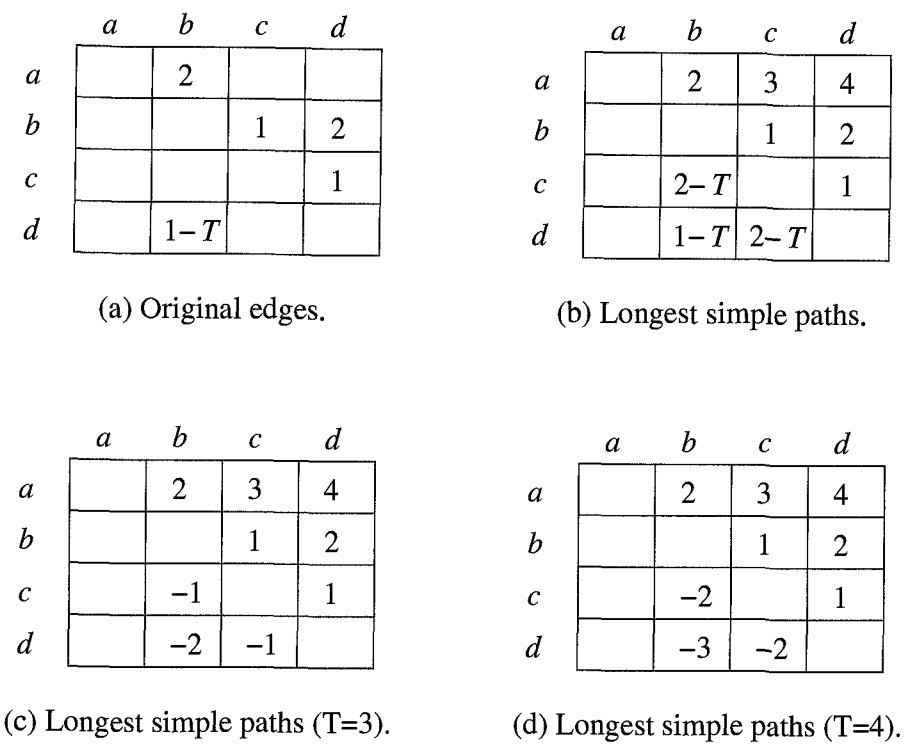 a b c d
a 2
b 1 2
c 1
d 1– T
(a) Original edges.
a b c d
a 2 3 4
b 1 2
c 2– T 1
d 1– T 2– T
(b) Longest simple paths.
a b c d
a 2 3 4
b 1 2
c –1 1
d –2 –1
(c) Longest simple paths (T=3).
a b c d
a 2 3 4
b 1 2
c –2 1
d –3 –2
(d) Longest simple paths (T=4).